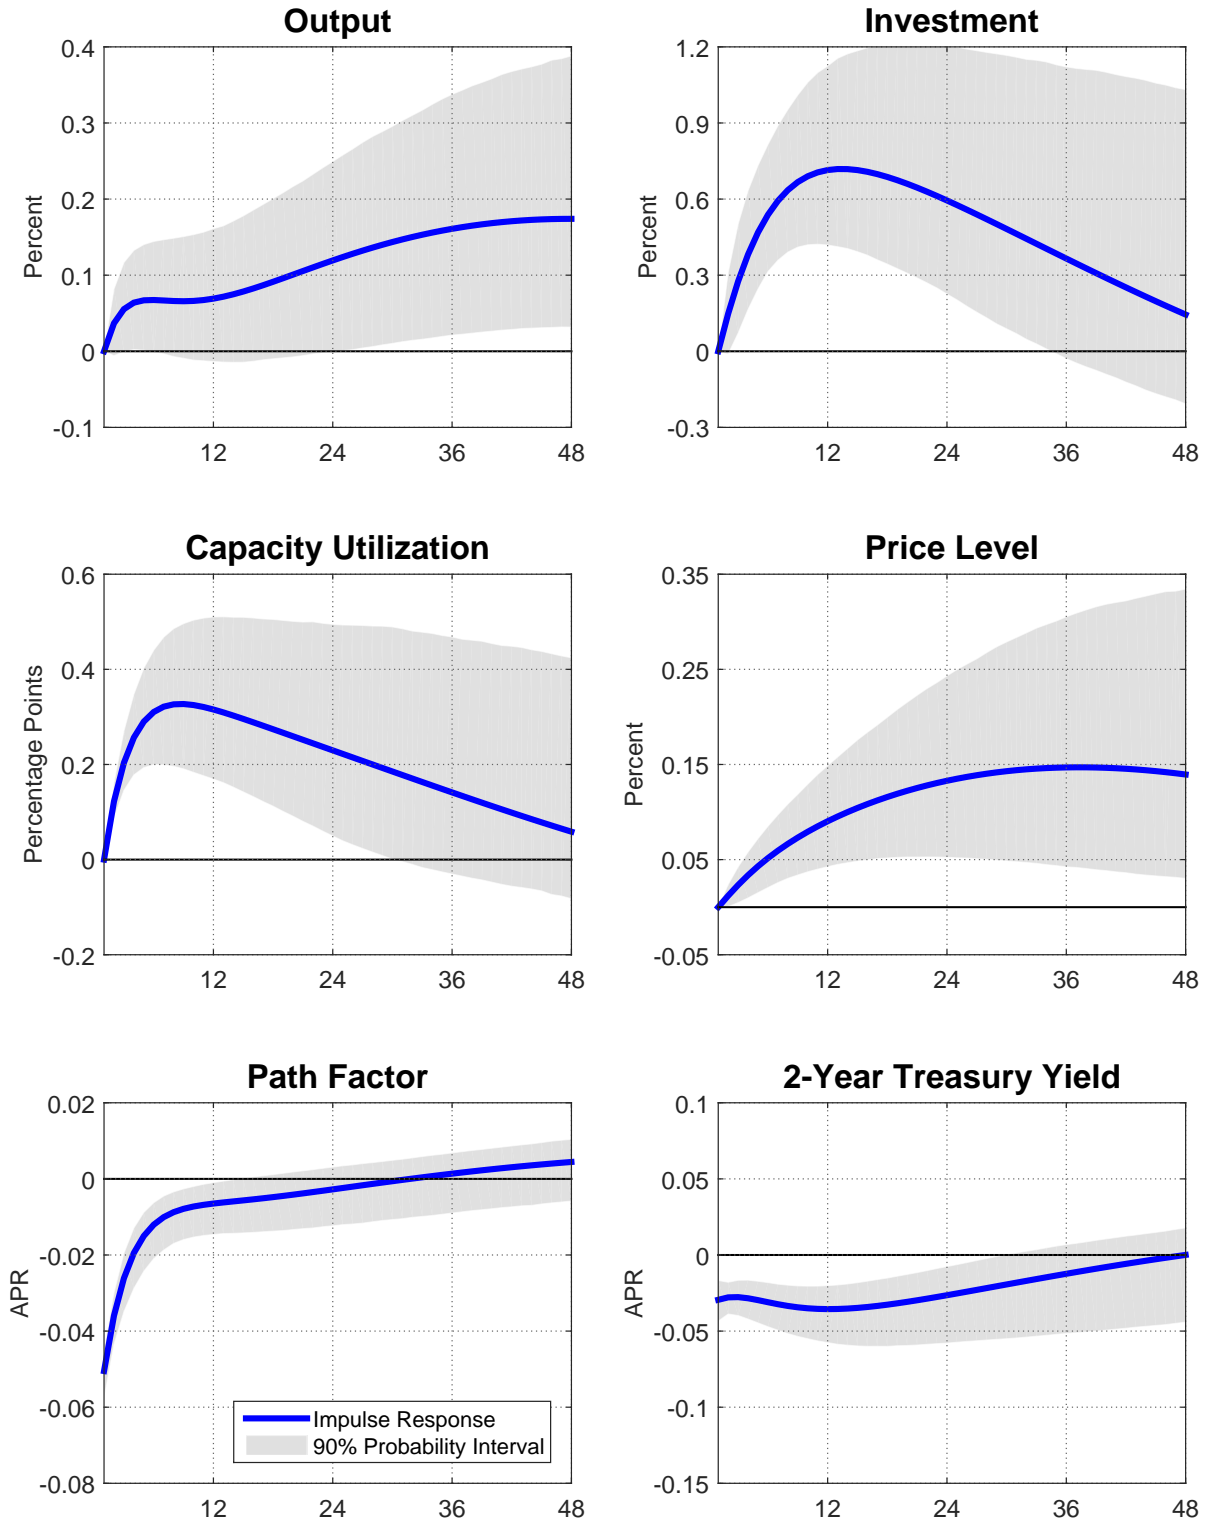 Output
0.4
0.3
0.2
0.1
0
-0.1
Percent
12 24 36 48
Investment
1.2
0.9
0.6
0.3
0
-0.3
Percent
12 24 36 48
Capacity Utilization
0.6
0.4
0.2
0
-0.2
Percentage Points
12 24 36 48
Price Level
0.35
0.25
0.15
0.05
-0.05
Percent
12 24 36 48
Path Factor
0.02
0
-0.02
-0.04
-0.06
-0.08
APR
Impulse Response
90% Probability Interval
12 24 36 48
2-Year Treasury Yield
0.1
0.05
0
-0.05
-0.1
-0.15
APR
12 24 36 48